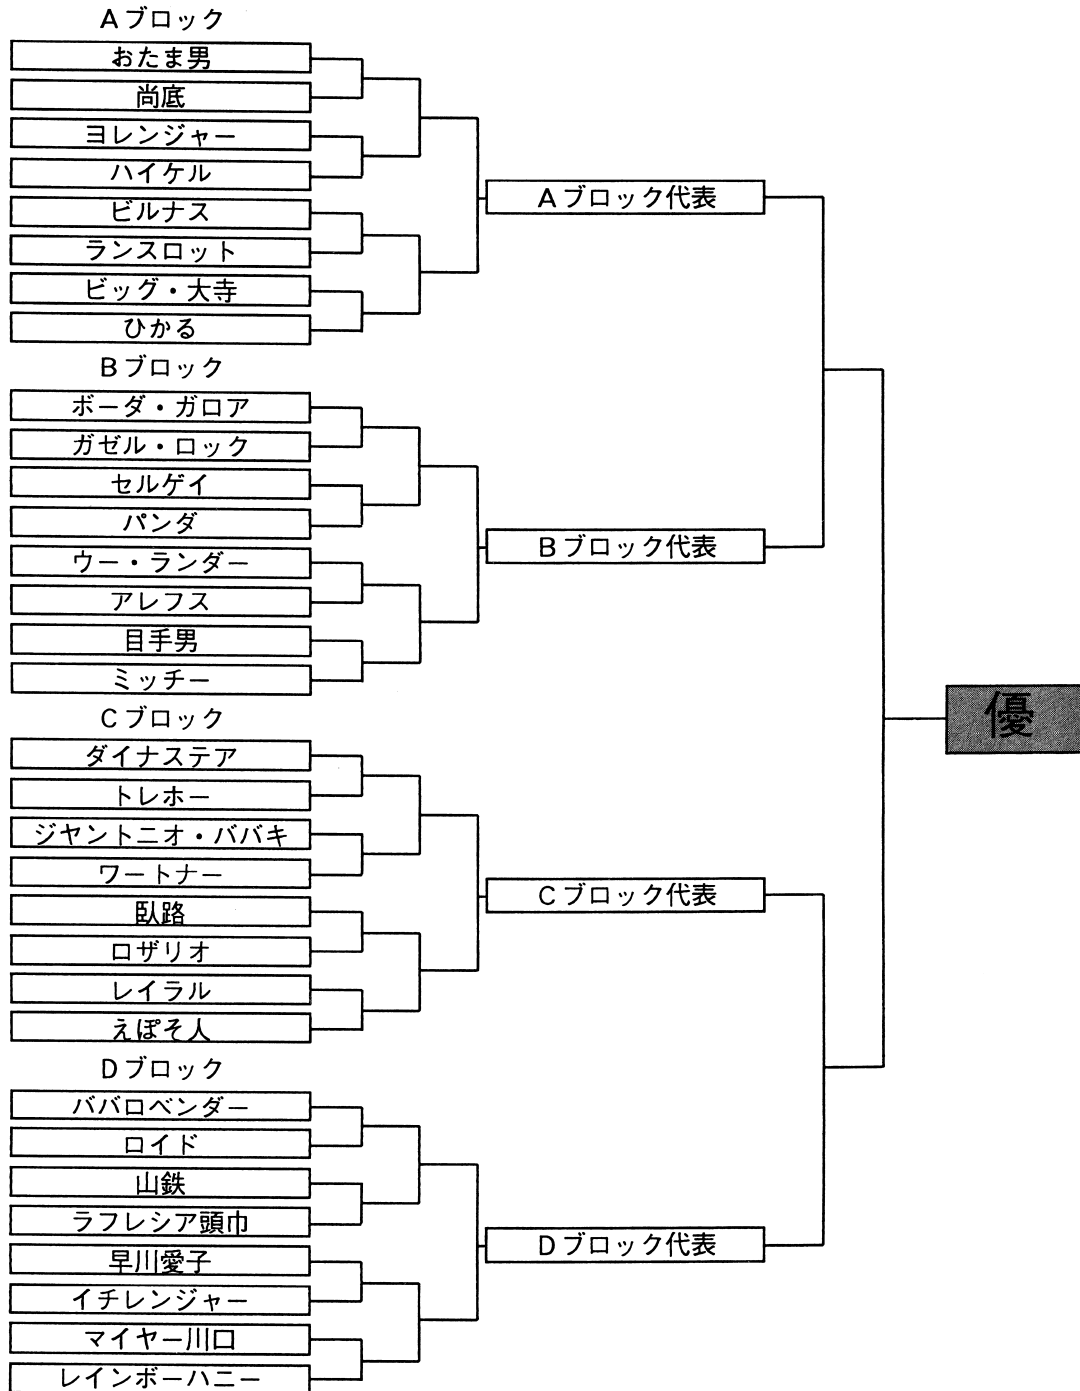 Aブロック
おたま男
尚底
ヨレンジャー
ハイケル
ビルナス
ランスロット
ビッグ・大寺
ひかる
Aブロック代表
Bブロック
ボーダ・ガロア
ガゼル・ロック
セルゲイ
パンダ
ウー・ランダー
アレフス
目手男
ミッチー
Bブロック代表
優
Cブロック
ダイナステア
トレホー
ジヤントニオ・ババキ
ワートナー
臥路
ロザリオ
レイラル
えぽそ人
Cブロック代表
Dブロック
ババロベンダー
ロイド
山鉄
ラフレシア頭巾
早川愛子
イチレンジャー
マイヤー川口
レインボーハニー
Dブロック代表